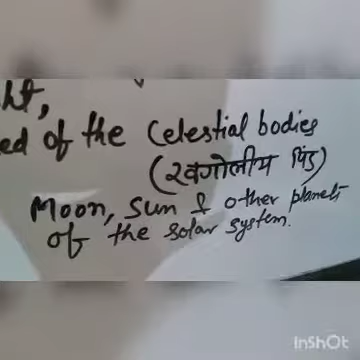 ht,
ed of the Celestial bodies
(खगोलीय पिंड)
Moon, Sun & other planets
of the solar system.
InShOt